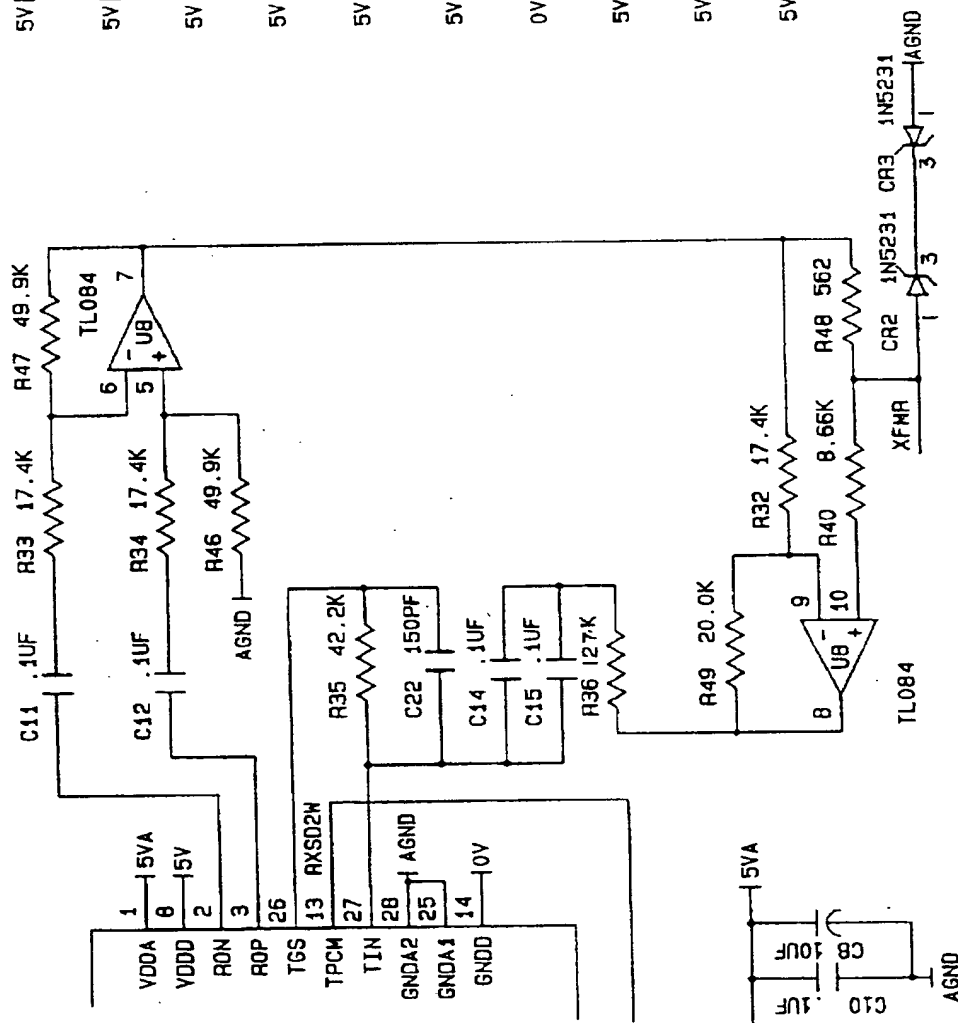 5V
5V
5V
5V
5V
5V
0V
5V
5V
5V
R47 49.9K
TL084
6
5
-
+
U8
7
C11 .1UF
R33 17.4K
C12 .1UF
R34 17.4K
AGND
R46 49.9K
VDDA 1 5VA
VDDD 8 5V
RON 2
ROP 3
TGS 26
TPCM 13 RXSD2W
TIN 27
GNDA2 28 AGND
GNDA1 25
GNDD 14 0V
R35 42.2K
C22 150PF
C14 .1UF
C15 .1UF
R36 127K
R49 20.0K
R32 17.4K
R40 8.66K
R48 562
8
U8
-
+
9
10
TL084
XFMR
CR2 1N5231
1
3
CR3 1N5231
3
1
AGND
5VA
C10 .1UF
C8 10UF
AGND